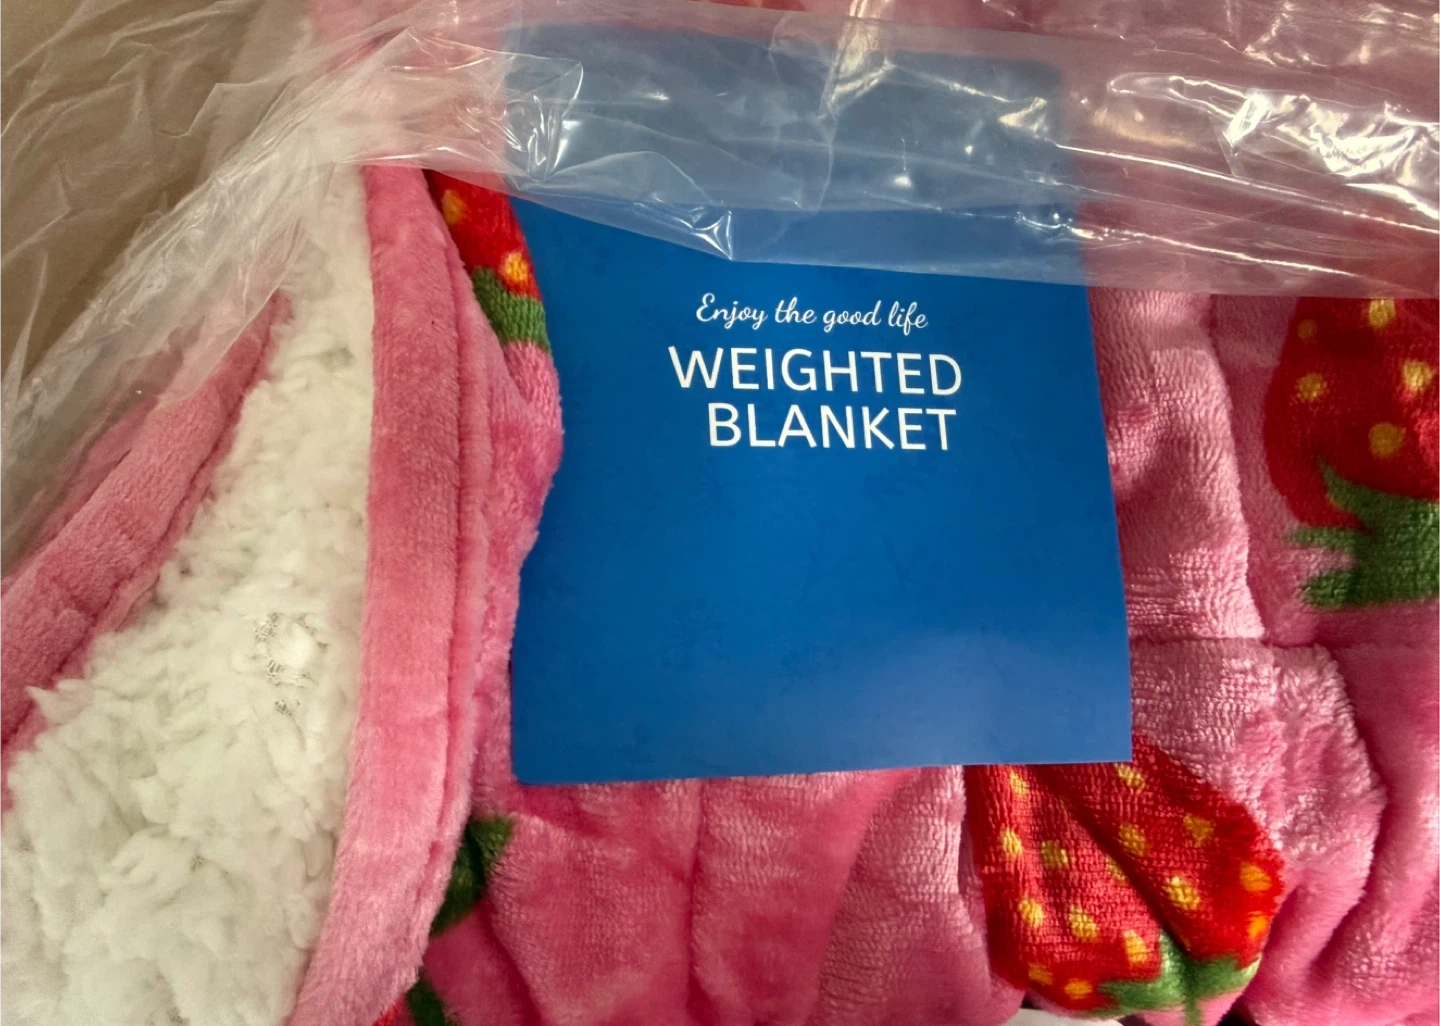 Enjoy the good life
WEIGHTED
BLANKET